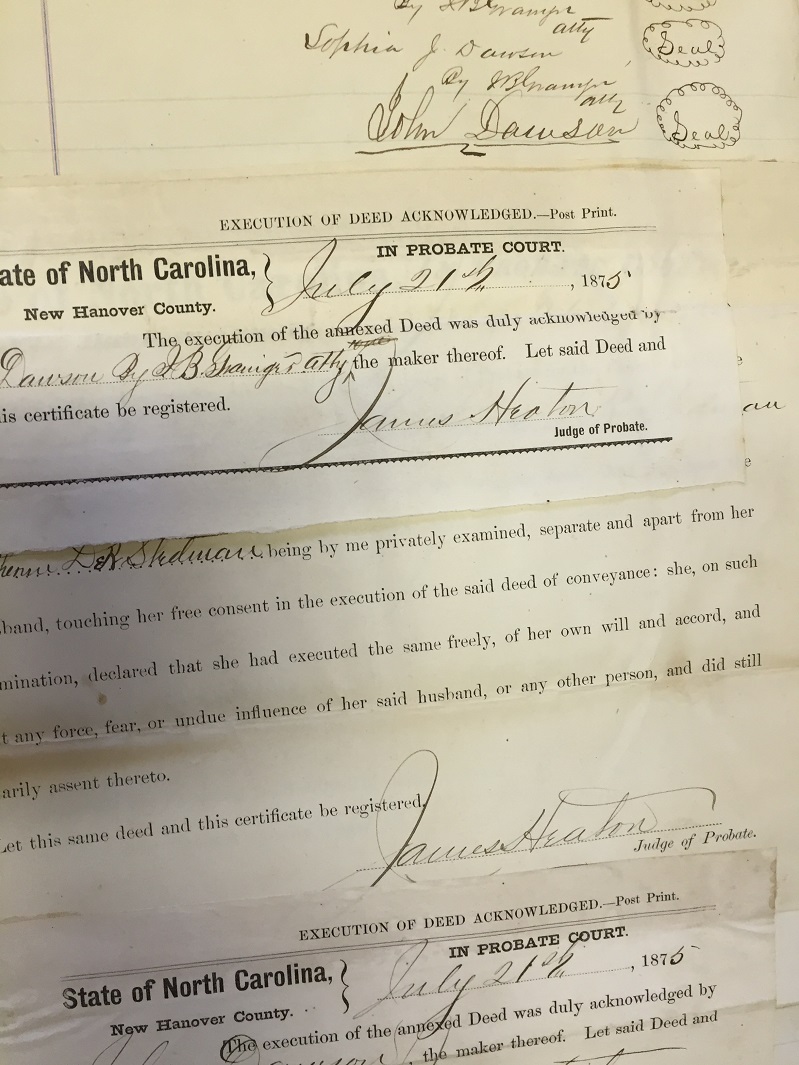 By
atty
Sophia J. Dawson
Seal
By
atty
John Dawson
Seal
EXECUTION OF DEED ACKNOWLEDGED.—Post Print.
ate of North Carolina,
IN PROBATE COURT.
July 21st, 1875
New Hanover County.
The execution of the annexed Deed was duly acknowledged by
Dawson By atty the maker thereof. Let said Deed and
is certificate be registered.
James Heaton
Judge of Probate.
au
e
e
Stedman being by me privately examined, separate and apart from her
band, touching her free consent in the execution of the said deed of conveyance: she, on such
mination, declared that she had executed the same freely, of her own will and accord, and
t any force, fear, or undue influence of her said husband, or any other person, and did still
arily assent thereto.
Let this same deed and this certificate be registered,
James Heaton
Judge of Probate.
EXECUTION OF DEED ACKNOWLEDGED.—Post Print.
State of North Carolina,
IN PROBATE COURT.
July 21st, 1875
New Hanover County.
The execution of the annexed Deed was duly acknowledged by
Dawson, the maker thereof. Let said Deed and